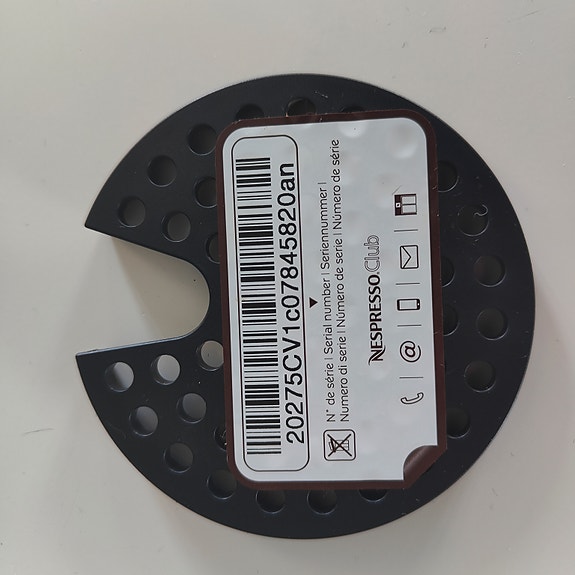 20275CV1c07845820an
N° de série | Serial number | Seriennummer |
Numero di serie | Número de serie | Número de série
NESPRESSO.Club